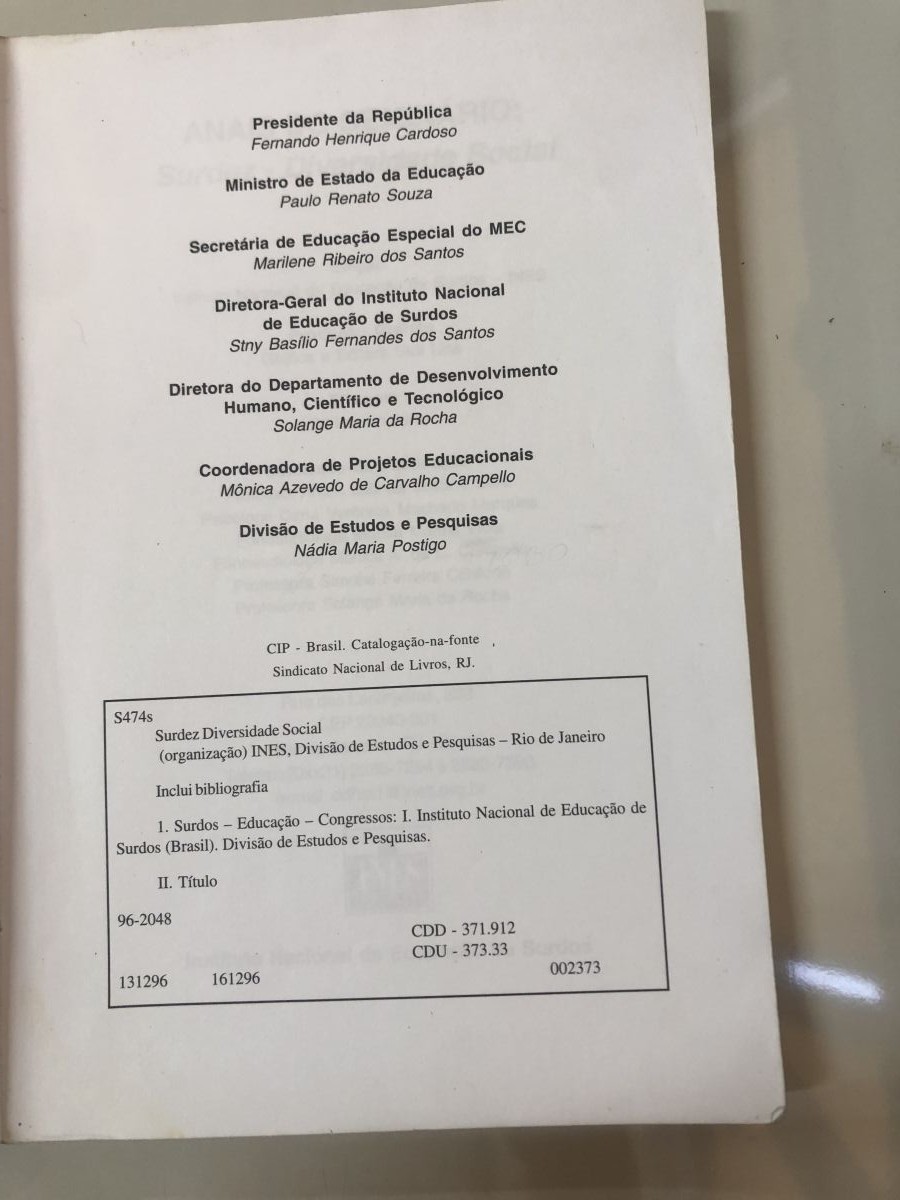 Presidente da República
Fernando Henrique Cardoso
Ministro de Estado da Educação
Paulo Renato Souza
Secretária de Educação Especial do MEC
Marilene Ribeiro dos Santos
Diretora-Geral do Instituto Nacional
de Educação de Surdos
Stny Basílio Fernandes dos Santos
Diretora do Departamento de Desenvolvimento
Humano, Científico e Tecnológico
Solange Maria da Rocha
Coordenadora de Projetos Educacionais
Mônica Azevedo de Carvalho Campello
Divisão de Estudos e Pesquisas
Nádia Maria Postigo
CIP - Brasil. Catalogação-na-fonte
Sindicato Nacional de Livros, RJ.
S474s
Surdez Diversidade Social
(organização) INES, Divisão de Estudos e Pesquisas – Rio de Janeiro
Inclui bibliografia
1. Surdos – Educação – Congressos: I. Instituto Nacional de Educação de
Surdos (Brasil). Divisão de Estudos e Pesquisas.
II. Título
96-2048
CDD - 371.912
CDU - 373.33
131296 161296 002373